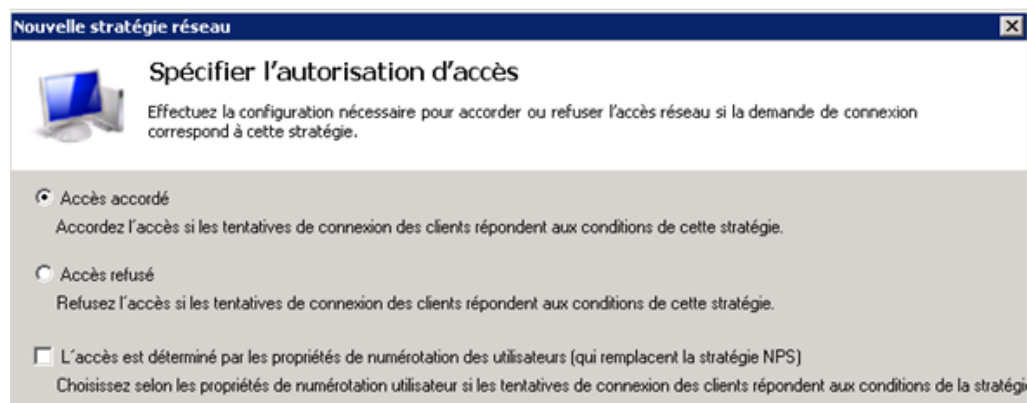 Nouvelle stratégie réseau
Spécifier l'autorisation d'accès
Effectuez la configuration nécessaire pour accorder ou refuser l'accès réseau si la demande de connexion
correspond à cette stratégie.
Accès accordé
Accordez l'accès si les tentatives de connexion des clients répondent aux conditions de cette stratégie.
Accès refusé
Refusez l'accès si les tentatives de connexion des clients répondent aux conditions de cette stratégie.
L'accès est déterminé par les propriétés de numérotation des utilisateurs (qui remplacent la stratégie NPS)
Choisissez selon les propriétés de numérotation utilisateur si les tentatives de connexion des clients répondent aux conditions de la